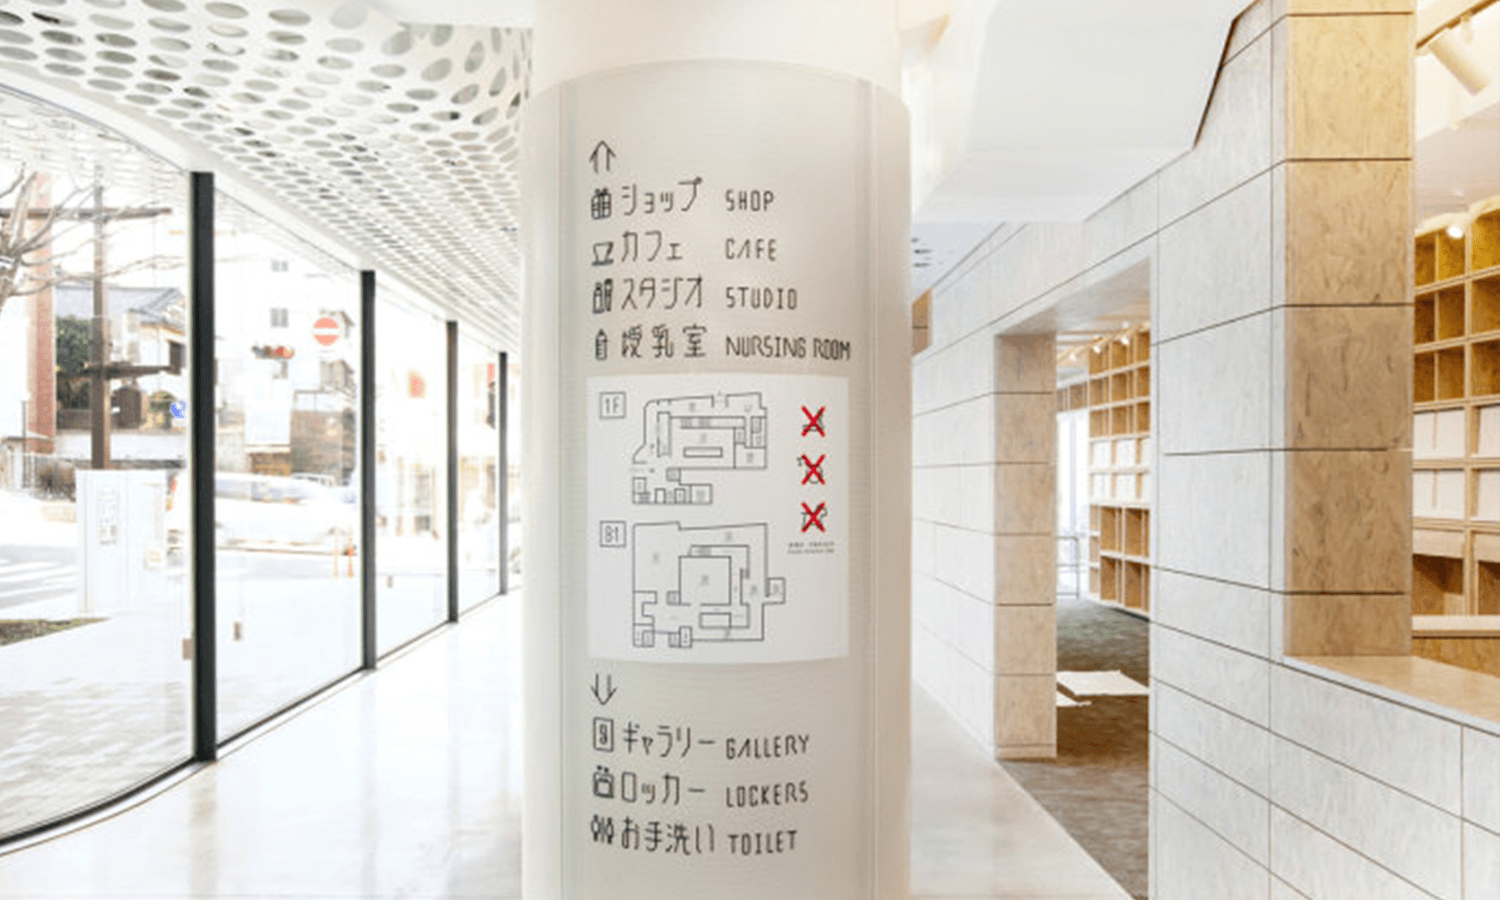 ショップ SHOP
カフェ CAFE
スタジオ STUDIO
授乳室 NURSING ROOM
1F
B1
ギャラリー GALLERY
ロッカー LOCKERS
お手洗い TOILET